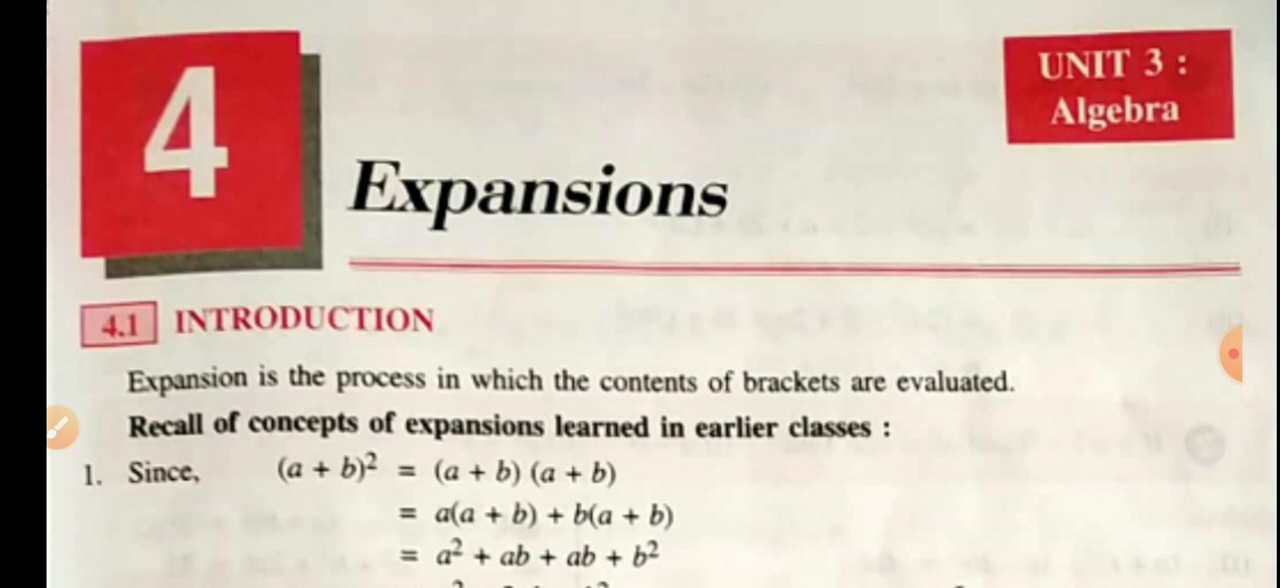 4
UNIT 3 :
Algebra
Expansions
4.1 INTRODUCTION
Expansion is the process in which the contents of brackets are evaluated.
Recall of concepts of expansions learned in earlier classes :
1. Since, (a + b)² = (a + b) (a + b)
= a(a + b) + b(a + b)
= a² + ab + ab + b²